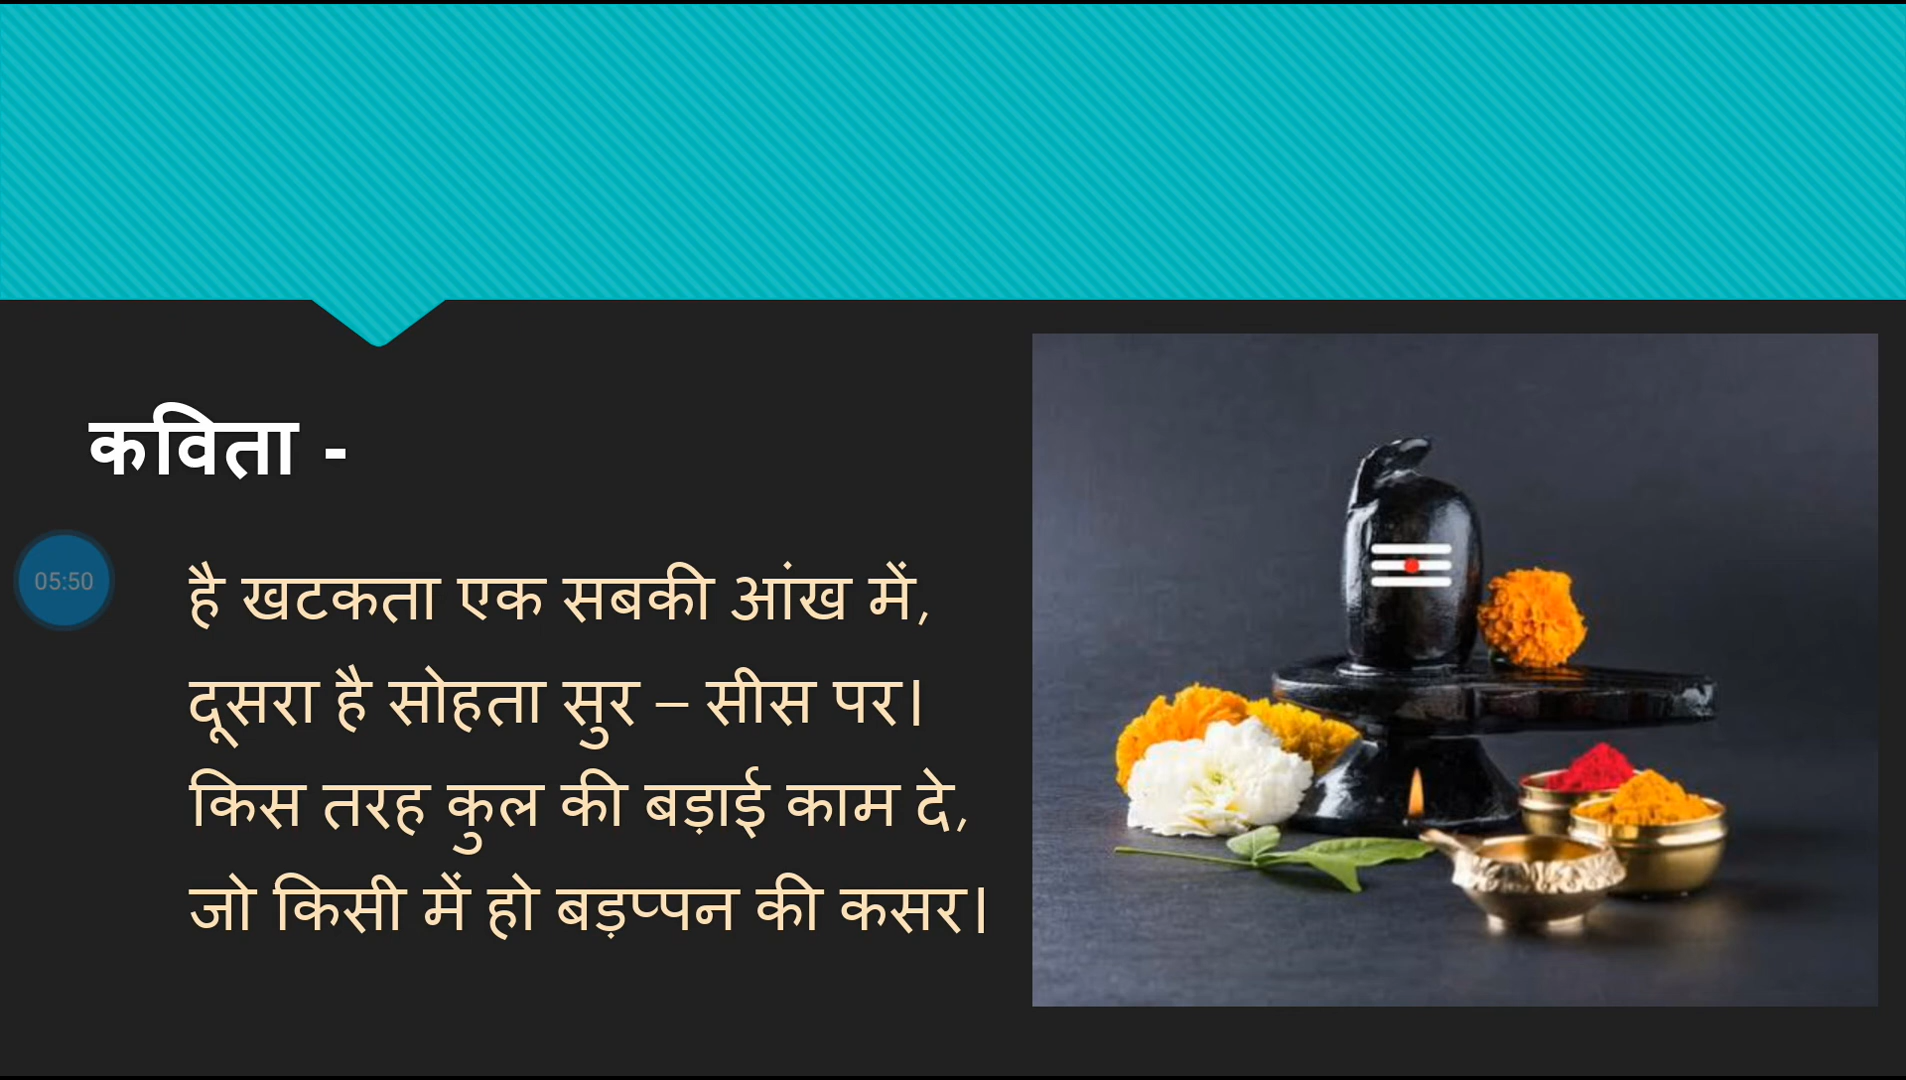 कविता -
05:50
है खटकता एक सबकी आंख में,
दूसरा है सोहता सुर – सीस पर।
किस तरह कुल की बड़ाई काम दे,
जो किसी में हो बड़प्पन की कसर।